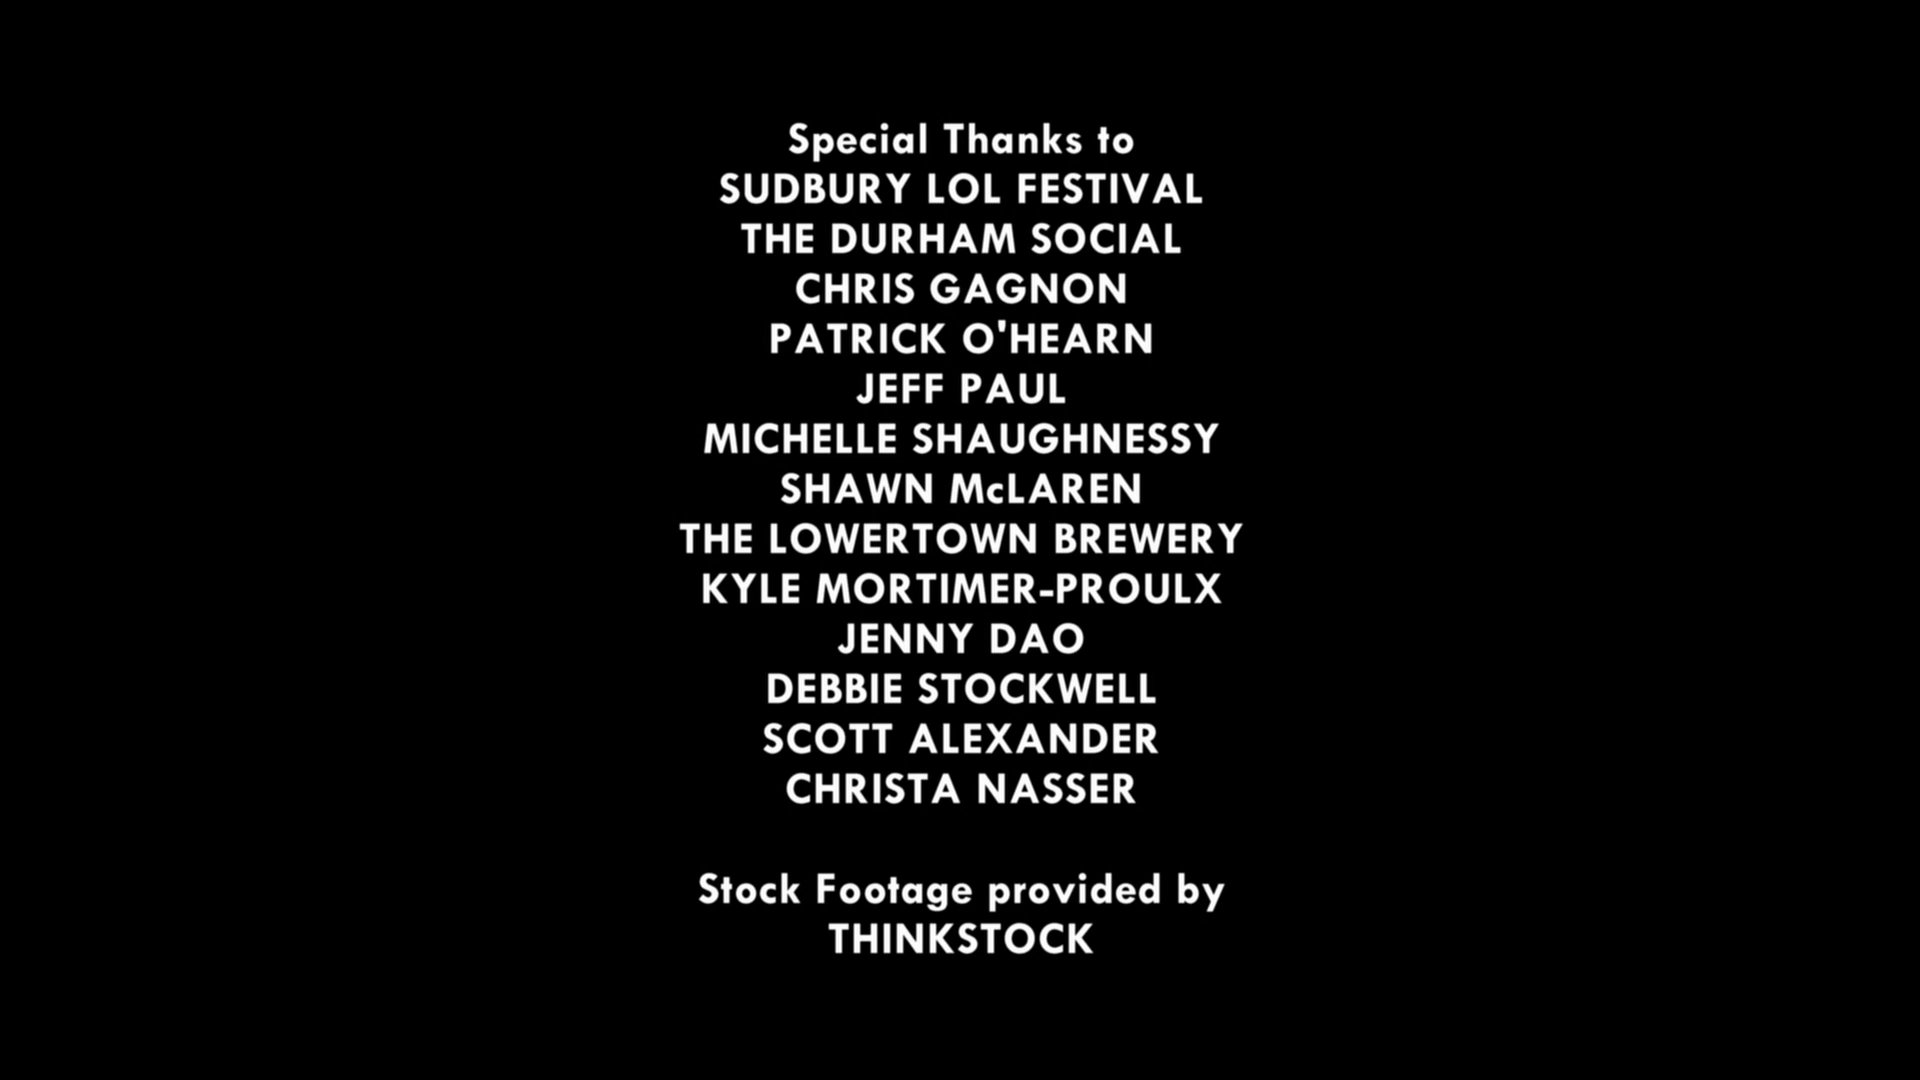 Special Thanks to
SUDBURY LOL FESTIVAL
THE DURHAM SOCIAL
CHRIS GAGNON
PATRICK O'HEARN
JEFF PAUL
MICHELLE SHAUGHNESSY
SHAWN McLAREN
THE LOWERTOWN BREWERY
KYLE MORTIMER-PROULX
JENNY DAO
DEBBIE STOCKWELL
SCOTT ALEXANDER
CHRISTA NASSER
Stock Footage provided by
THINKSTOCK